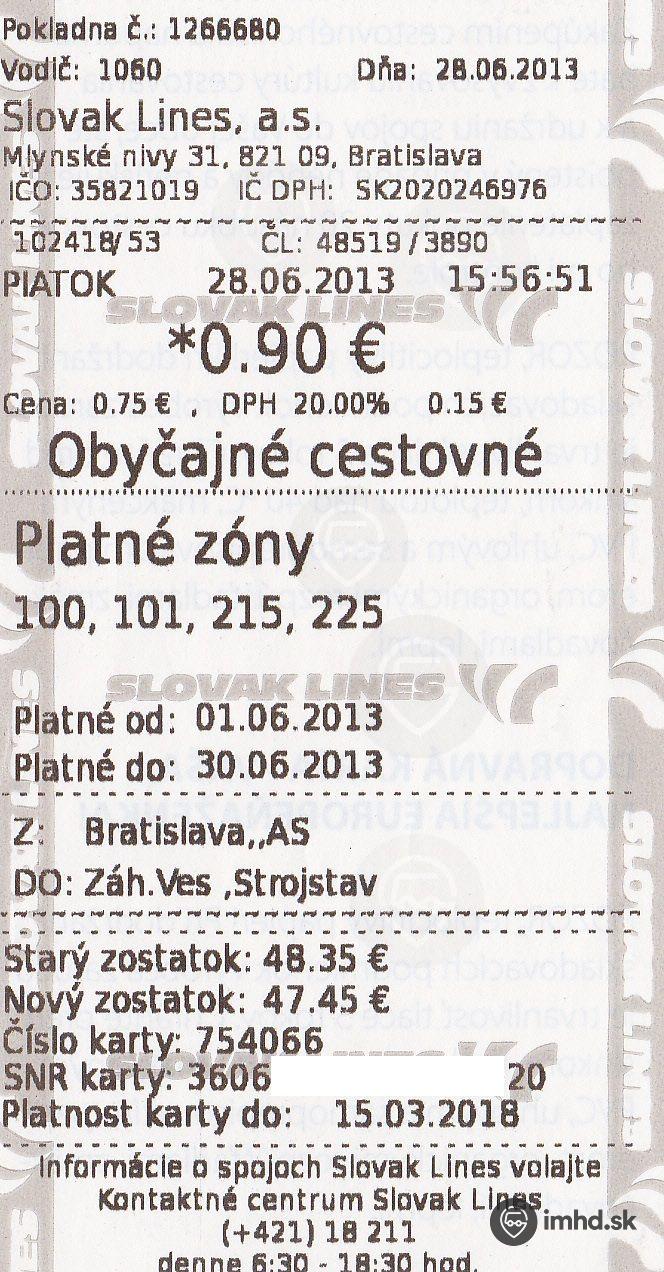 Pokladna č.: 1266680
Vodič: 1060 Dňa: 28.06.2013
Slovak Lines, a.s.
Mlynské nivy 31, 821 09, Bratislava
IČO: 35821019 IČ DPH: SK2020246976
102418/53 ČL: 48519/3890
PIATOK 28.06.2013 15:56:51
SLOVAK LINES
*0.90 €
Cena: 0.75 € , DPH 20.00% 0.15 €
Obyčajné cestovné
Platné zóny
100, 101, 215, 225
SLOVAK LINES
Platné od: 01.06.2013
Platné do: 30.06.2013
Z: Bratislava,,AS
DO: Záh.Ves ,Strojstav
Starý zostatok: 48.35 €
Nový zostatok: 47.45 €
Číslo karty: 754066
SNR karty: 3606 20
Platnost karty do: 15.03.2018
Informácie o spojoch Slovak Lines volajte
Kontaktné centrum Slovak Lines
(+421) 18 211
denne 6:30 - 18:30 hod.
imhd.sk